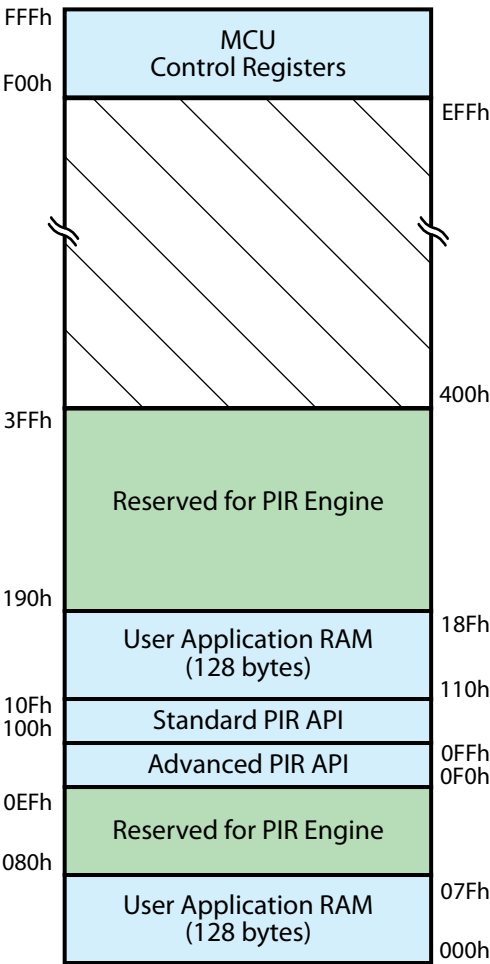 FFFh
MCU
Control Registers
F00h
EFFh
400h
3FFh
Reserved for PIR Engine
190h
18Fh
User Application RAM
(128 bytes)
110h
10Fh
100h
Standard PIR API
Advanced PIR API
0FFh
0F0h
0EFh
Reserved for PIR Engine
080h
07Fh
User Application RAM
(128 bytes)
000h